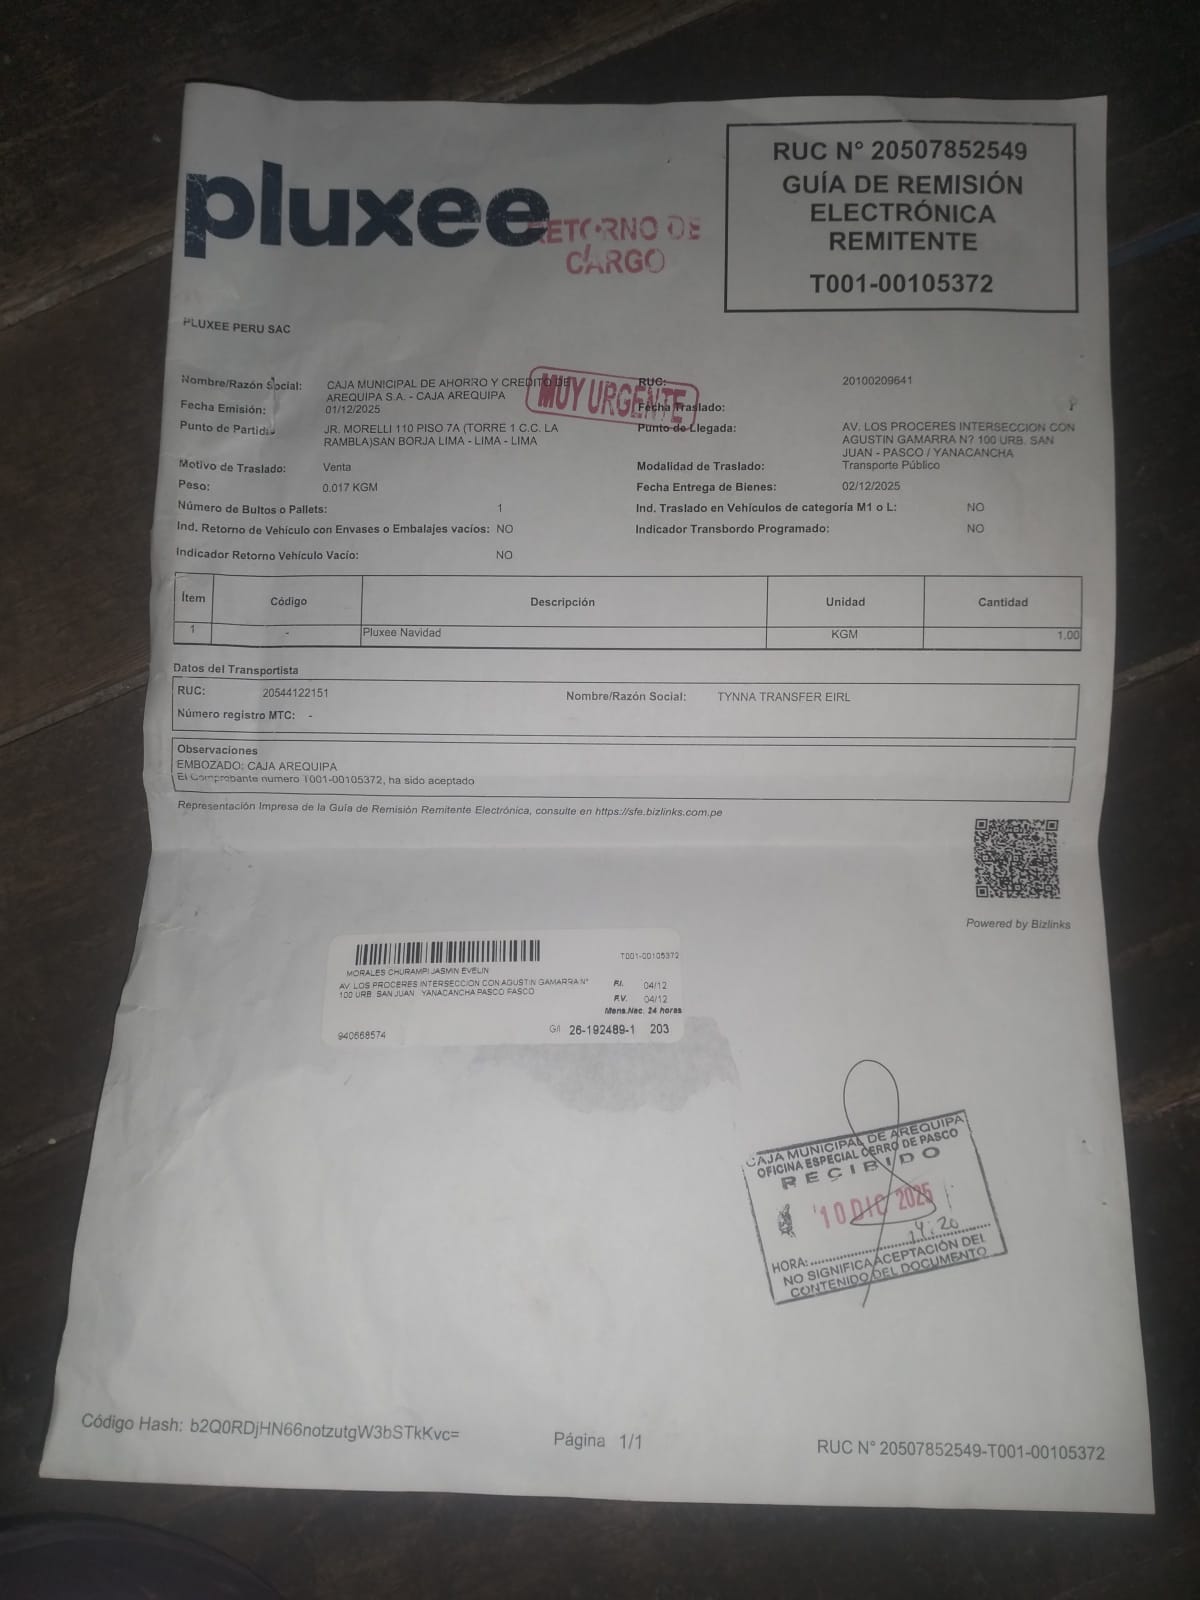 pluxee
RETORNO DE
CARGO
RUC N° 20507852549
GUÍA DE REMISIÓN
ELECTRÓNICA
REMITENTE
T001-00105372
PLUXEE PERU SAC
Nombre/Razón Social: CAJA MUNICIPAL DE AHORRO Y CREDITO DE
AREQUIPA S.A. - CAJA AREQUIPA
MUY URGENTE
RUC: 20100209641
Fecha Emisión: 01/12/2025
Fecha Traslado:
Punto de Partida: JR. MORELLI 110 PISO 7A (TORRE 1 C.C. LA
RAMBLA)SAN BORJA LIMA - LIMA - LIMA
Punto de Llegada: AV. LOS PROCERES INTERSECCION CON
AGUSTIN GAMARRA N? 100 URB. SAN
JUAN - PASCO / YANACANCHA
Motivo de Traslado: Venta
Modalidad de Traslado: Transporte Público
Peso: 0.017 KGM
Fecha Entrega de Bienes: 02/12/2025
Número de Bultos o Pallets: 1
Ind. Traslado en Vehículos de categoría M1 o L: NO
Ind. Retorno de Vehículo con Envases o Embalajes vacíos: NO
Indicador Transbordo Programado: NO
Indicador Retorno Vehículo Vacío: NO
Ítem Código Descripción Unidad Cantidad
1 - Pluxee Navidad KGM 1.00
Datos del Transportista
RUC: 20544122151 Nombre/Razón Social: TYNNA TRANSFER EIRL
Número registro MTC: -
Observaciones
EMBOZADO: CAJA AREQUIPA
El Comprobante numero T001-00105372, ha sido aceptado
Representación Impresa de la Guía de Remisión Remitente Electrónica, consulte en https://sfe.bizlinks.com.pe
Powered by Bizlinks
T001-00105372
MORALES CHURAMPI JASMIN EVELIN
AV. LOS PROCERES INTERSECCION CON AGUSTIN GAMARRA N°
100 URB. SAN JUAN . YANACANCHA PASCO PASCO
P.I. 04/12
P.V. 04/12
Mens.Nac. 24 horas
940668574 G/I 26-192489-1 203
CAJA MUNICIPAL DE AREQUIPA
OFICINA ESPECIAL CERRO DE PASCO
RECIBIDO
10 DIC 2025
14:20
HORA:
NO SIGNIFICA ACEPTACIÓN DEL
CONTENIDO DEL DOCUMENTO
Código Hash: b2Q0RDjHN66notzutgW3bSTkKvc=
Página 1/1
RUC N° 20507852549-T001-00105372